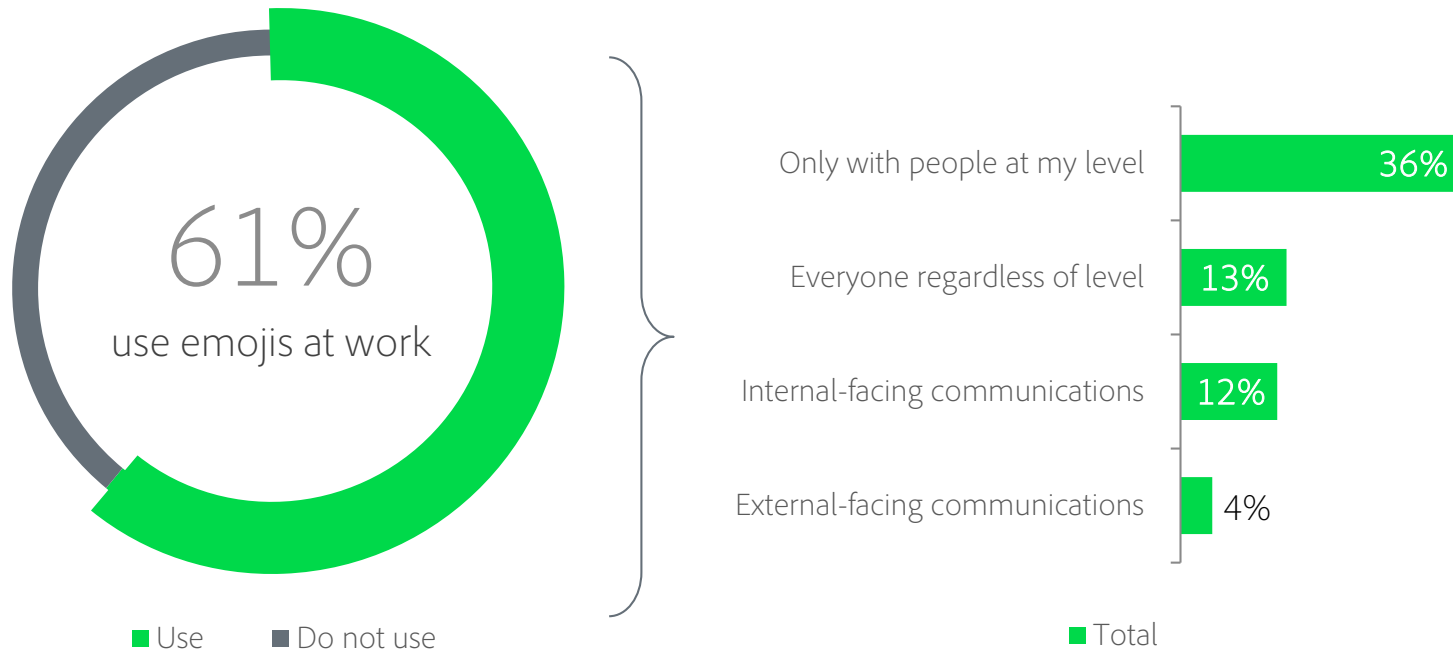 61%
use emojis at work
Use
Do not use
Only with people at my level
36%
Everyone regardless of level
13%
Internal-facing communications
12%
External-facing communications
4%
Total